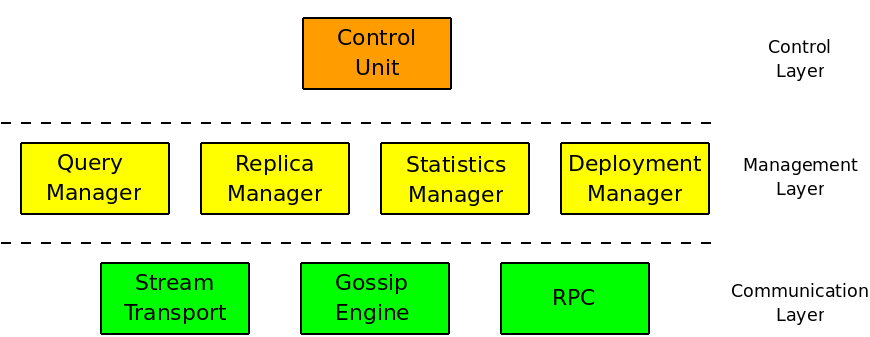 Control
Unit
Control
Layer
Query
Manager
Replica
Manager
Statistics
Manager
Deployment
Manager
Management
Layer
Stream
Transport
Gossip
Engine
RPC
Communication
Layer